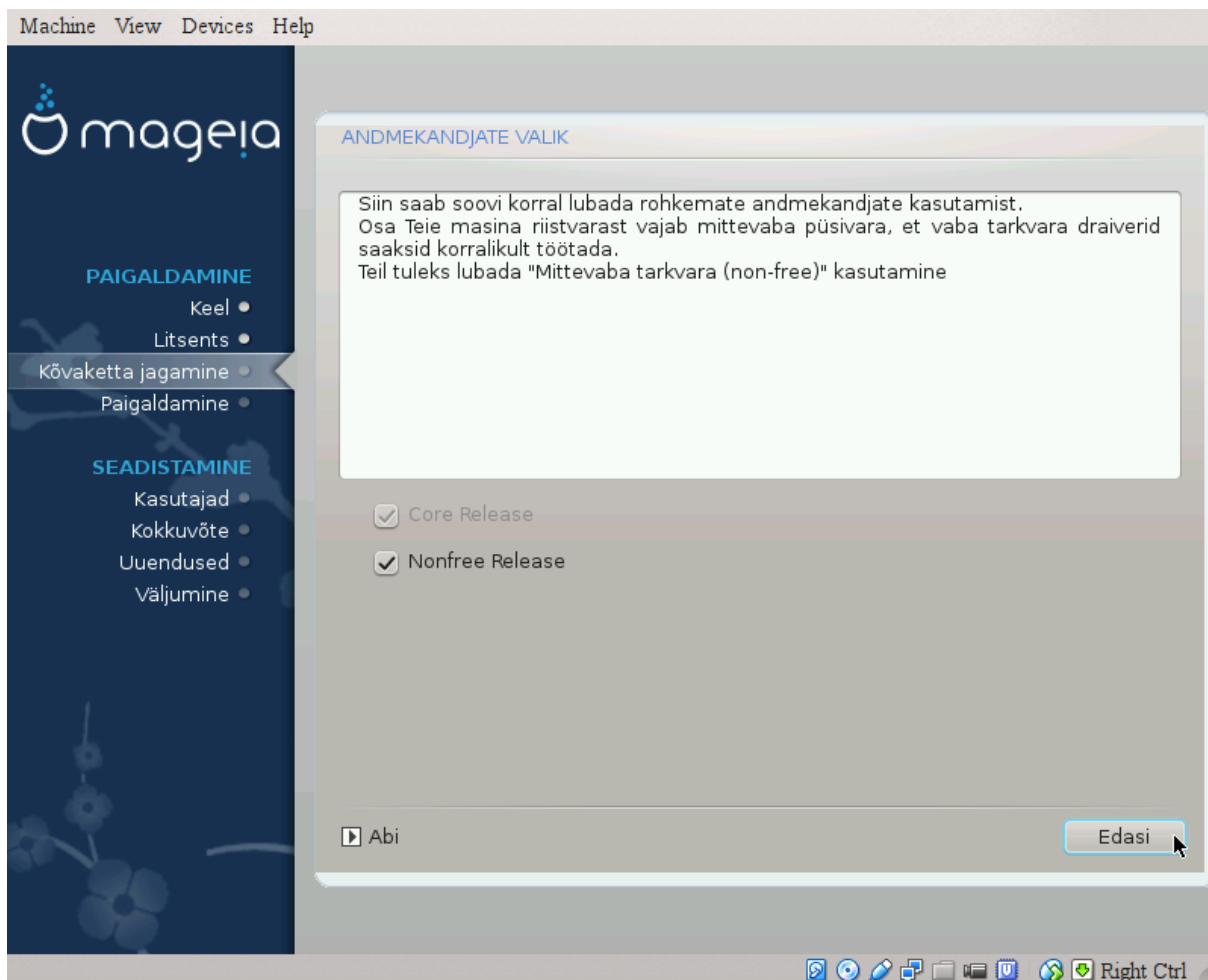 Machine View Devices Help
mageia
ANDMEKANDJATE VALIK
Siin saab soovi korral lubada rohkemate andmekandjate kasutamist.
Osa Teie masina riistvarast vajab mittevaba püsivara, et vaba tarkvara draiverid
saaksid korralikult töötada.
Teil tuleks lubada "Mittevaba tarkvara (non-free)" kasutamine
PAIGALDAMINE
Keel
Litsents
Kõvaketta jagamine
Paigaldamine
SEADISTAMINE
Kasutajad
Kokkuvõte
Uuendused
Väljumine
Core Release
Nonfree Release
Abi
Edasi
Right Ctrl